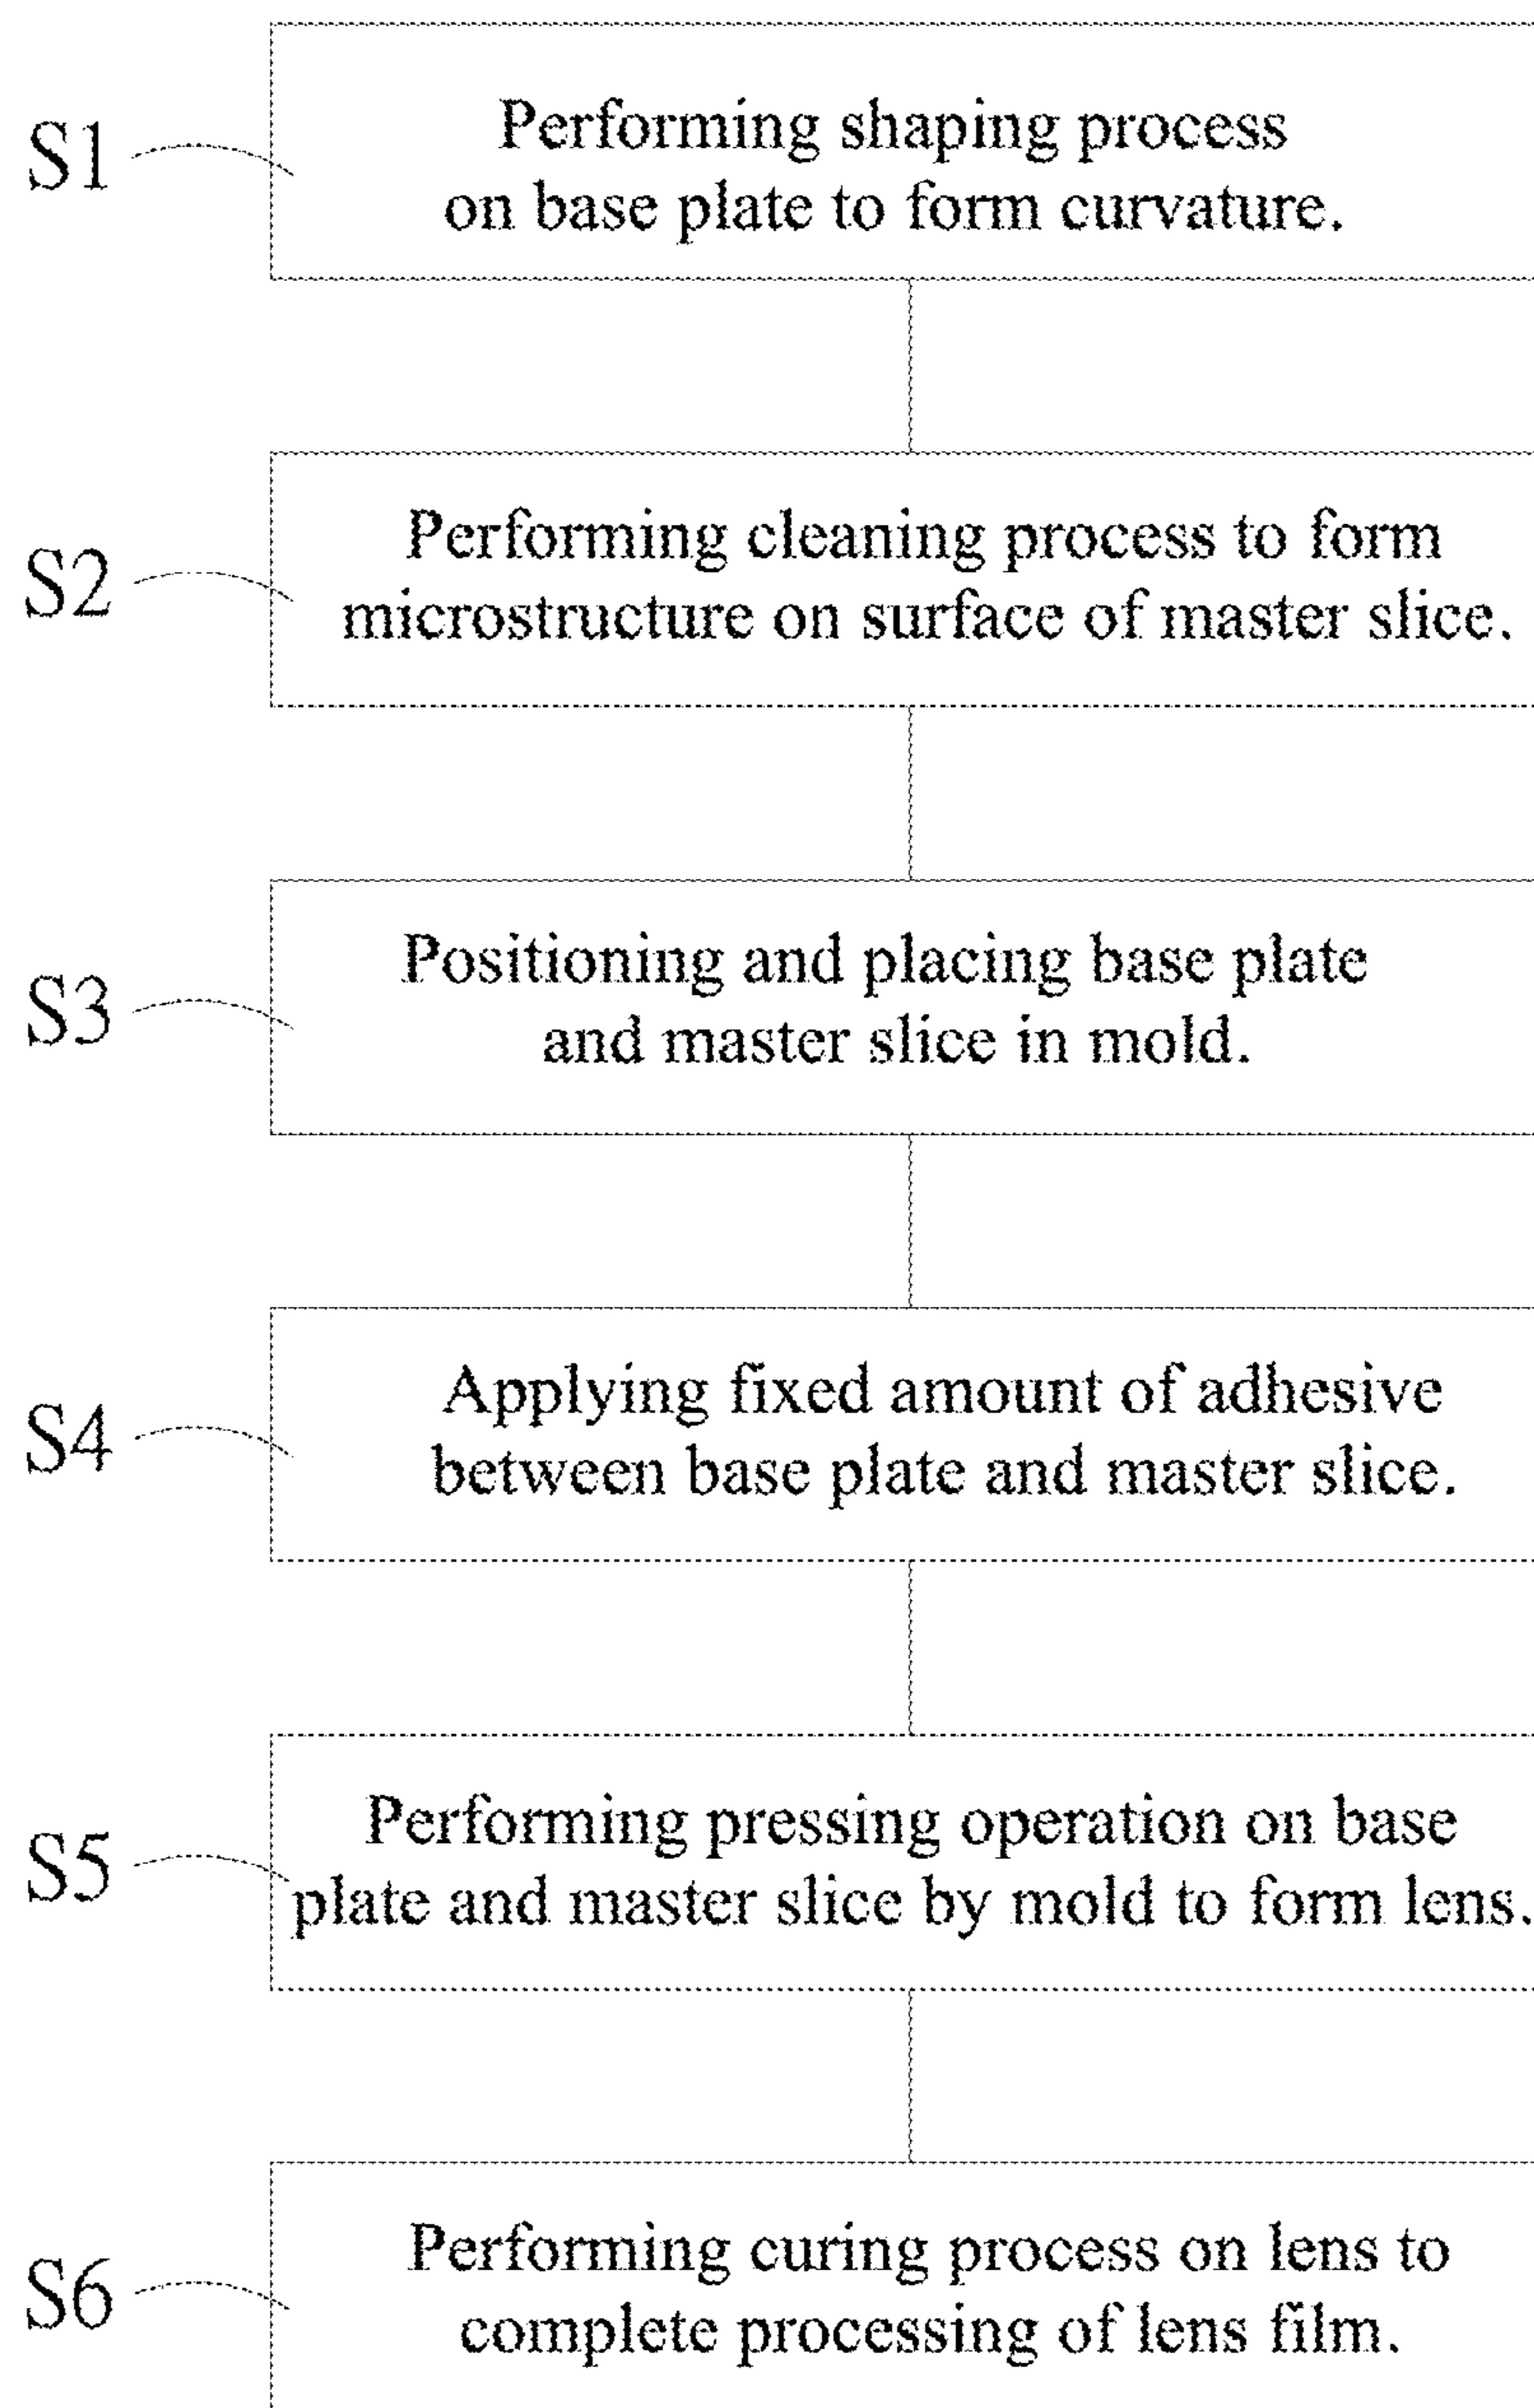 S1
Performing shaping process
on base plate to form curvature.
S2
Performing cleaning process to form
microstructure on surface of master slice.
S3
Positioning and placing base plate
and master slice in mold.
S4
Applying fixed amount of adhesive
between base plate and master slice.
S5
Performing pressing operation on base
plate and master slice by mold to form lens.
S6
Performing curing process on lens to
complete processing of lens film.